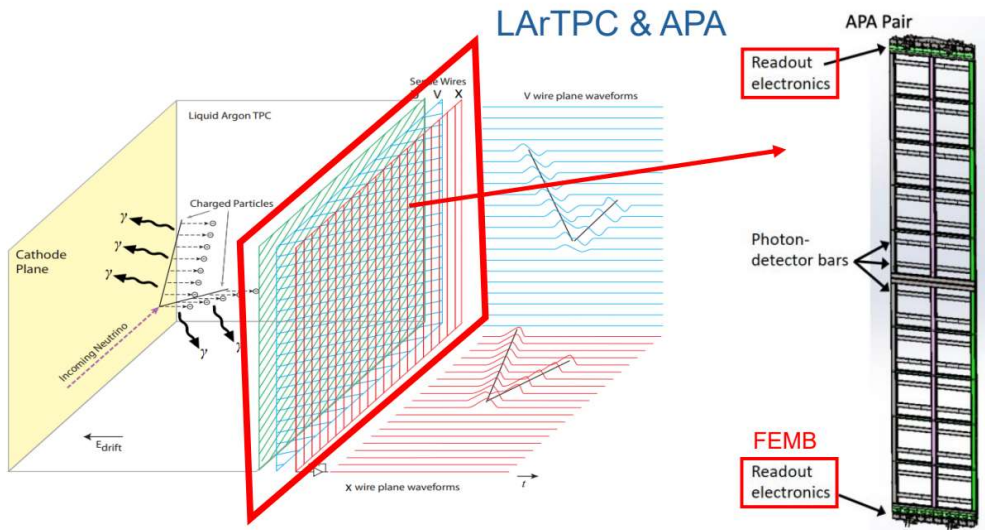 LArTPC & APA
APA Pair
Readout
electronics
Sense Wires
U V X
V wire plane waveforms
Liquid Argon TPC
Charged Particles
γ
γ
γ
γ
γ
Cathode
Plane
Incoming Neutrino
Photon-
detector bars
Edrift
X wire plane waveforms
t
FEMB
Readout
electronics